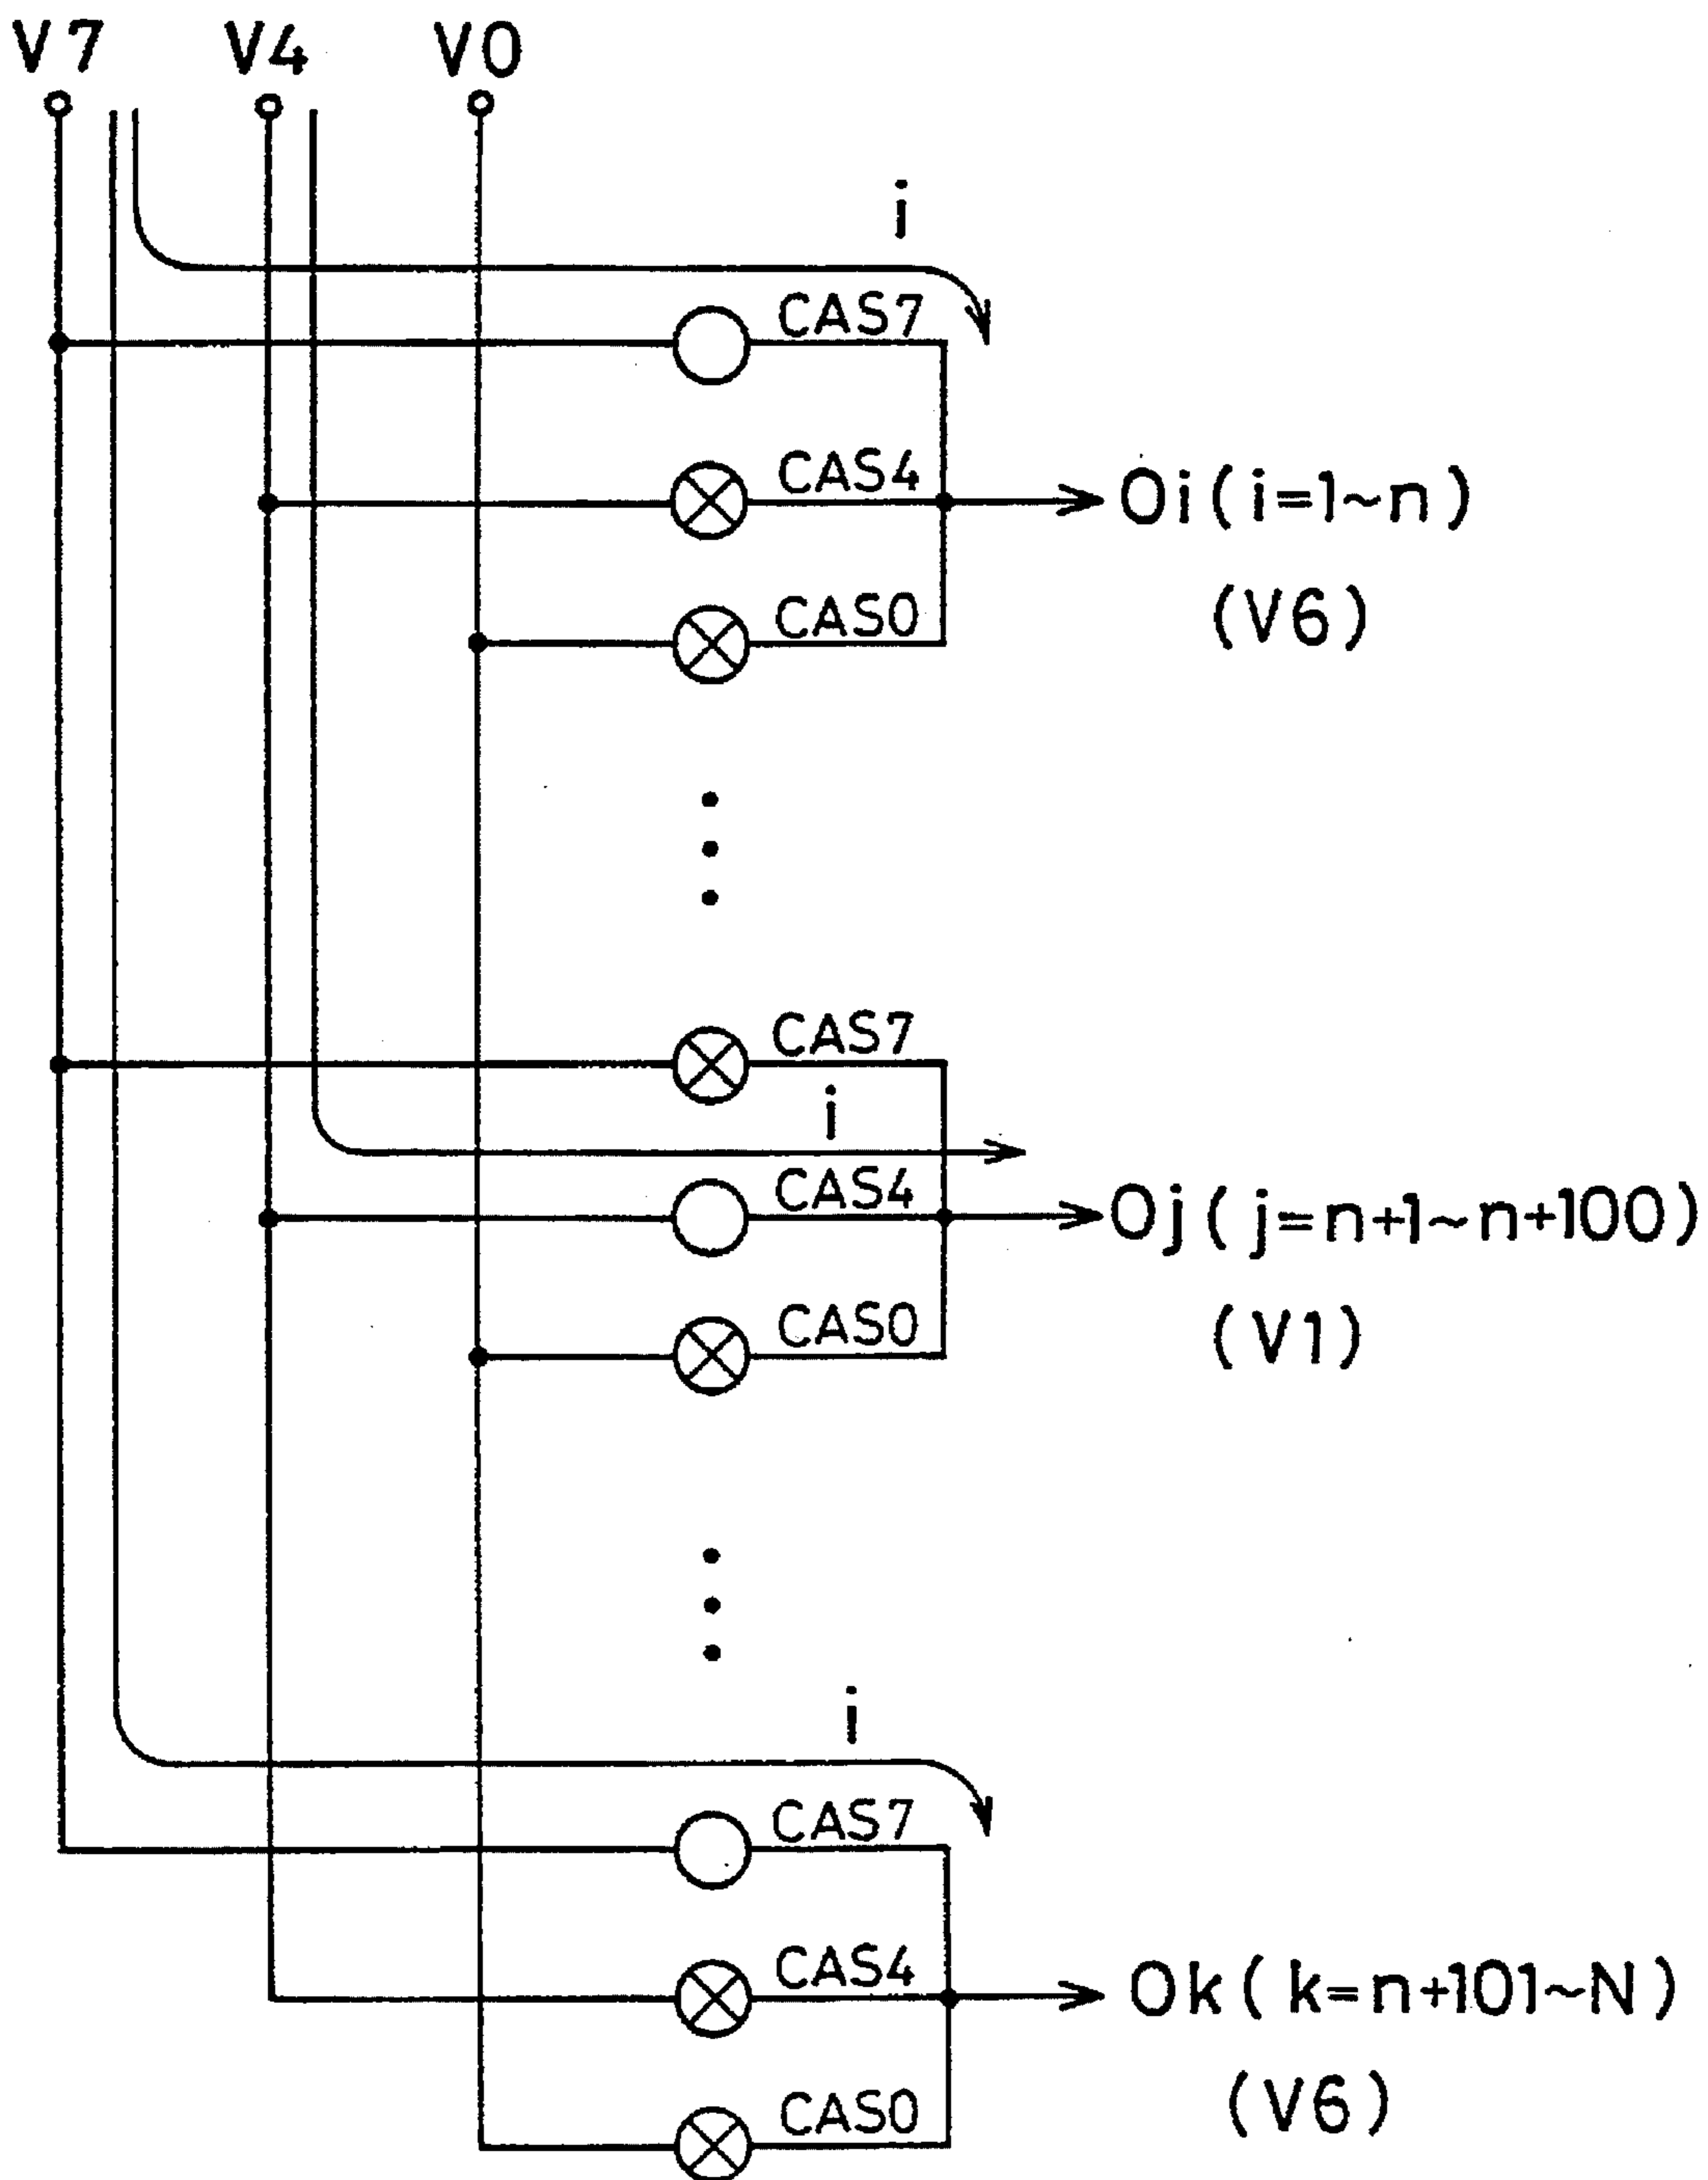 V7 V4 V0
i
CAS7
CAS4
Oi(i=1~n)
CAS0
(V6)
CAS7
i
CAS4
Oj(j=n+1~n+100)
CAS0
(V1)
i
CAS7
CAS4
Ok(k=n+101~N)
CAS0
(V6)